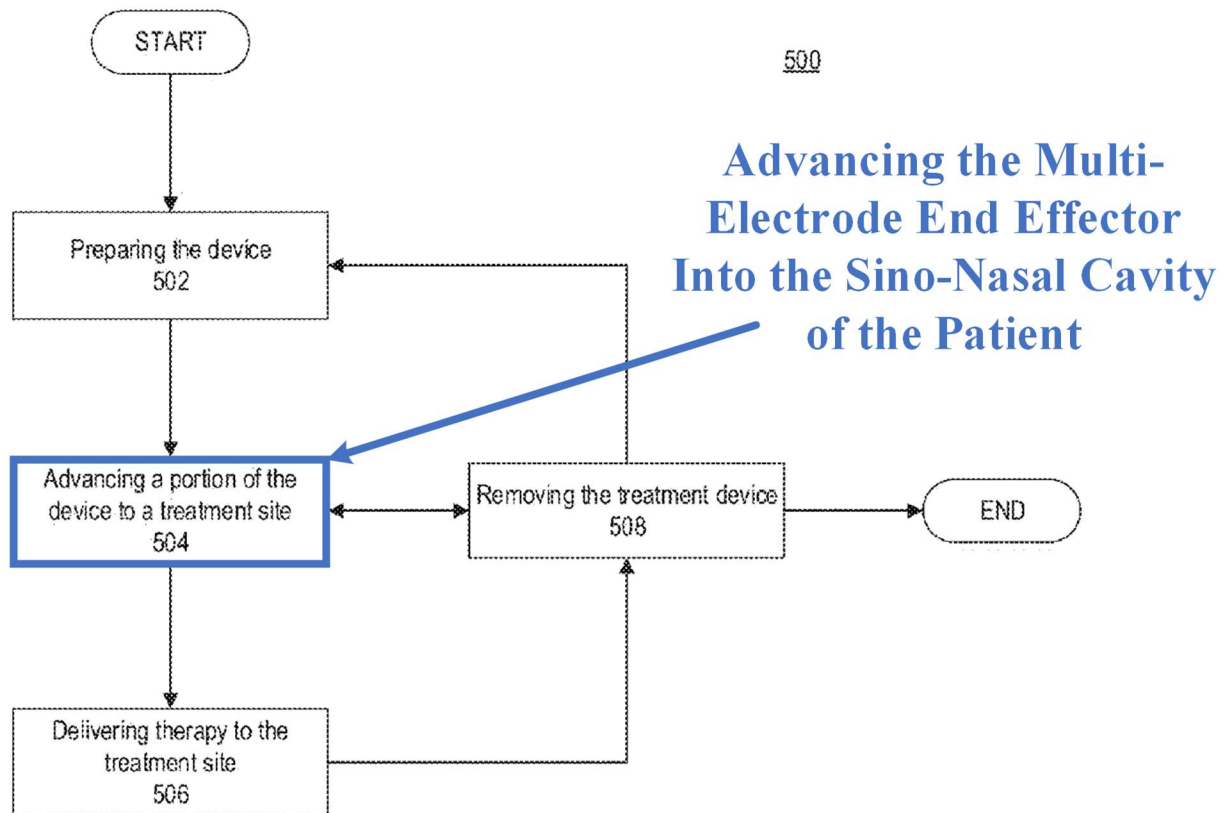 START
500
Advancing the Multi-
Electrode End Effector
Into the Sino-Nasal Cavity
of the Patient
Preparing the device
502
Advancing a portion of the
device to a treatment site
504
Removing the treatment device
508
END
Delivering therapy to the
treatment site
506